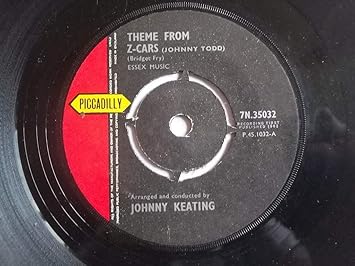 THEME FROM
Z-CARS (JOHNNY TODD)
(Bridget Fry)
ESSEX MUSIC
PICCADILLY
7N.35032
RECORDING FIRST
PUBLISHED 1962
P.45.1032-A
Arranged and conducted by
JOHNNY KEATING